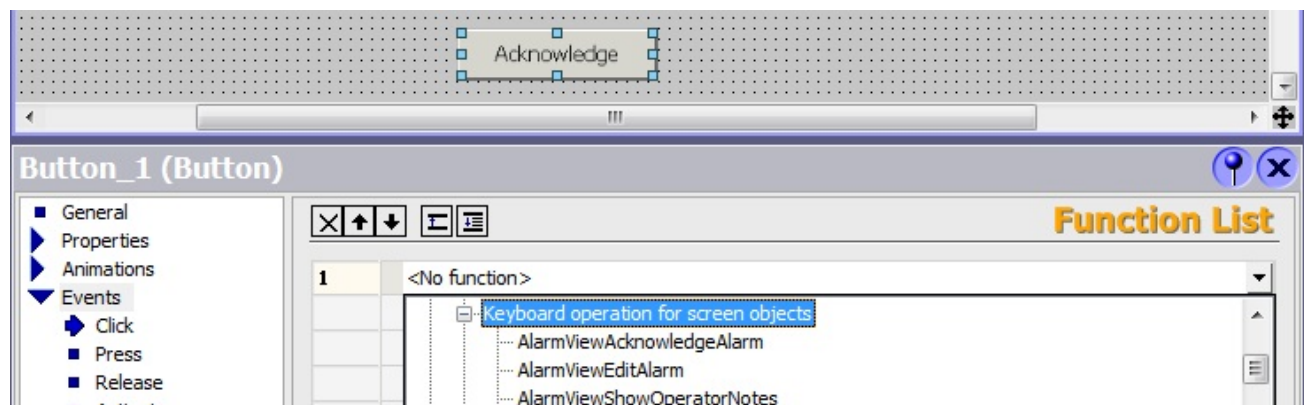 Acknowledge
Button_1 (Button)
General
Properties
Animations
Events
Click
Press
Release
Function List
1 <No function>
Keyboard operation for screen objects
AlarmViewAcknowledgeAlarm
AlarmViewEditAlarm
AlarmViewShowOperatorNotes